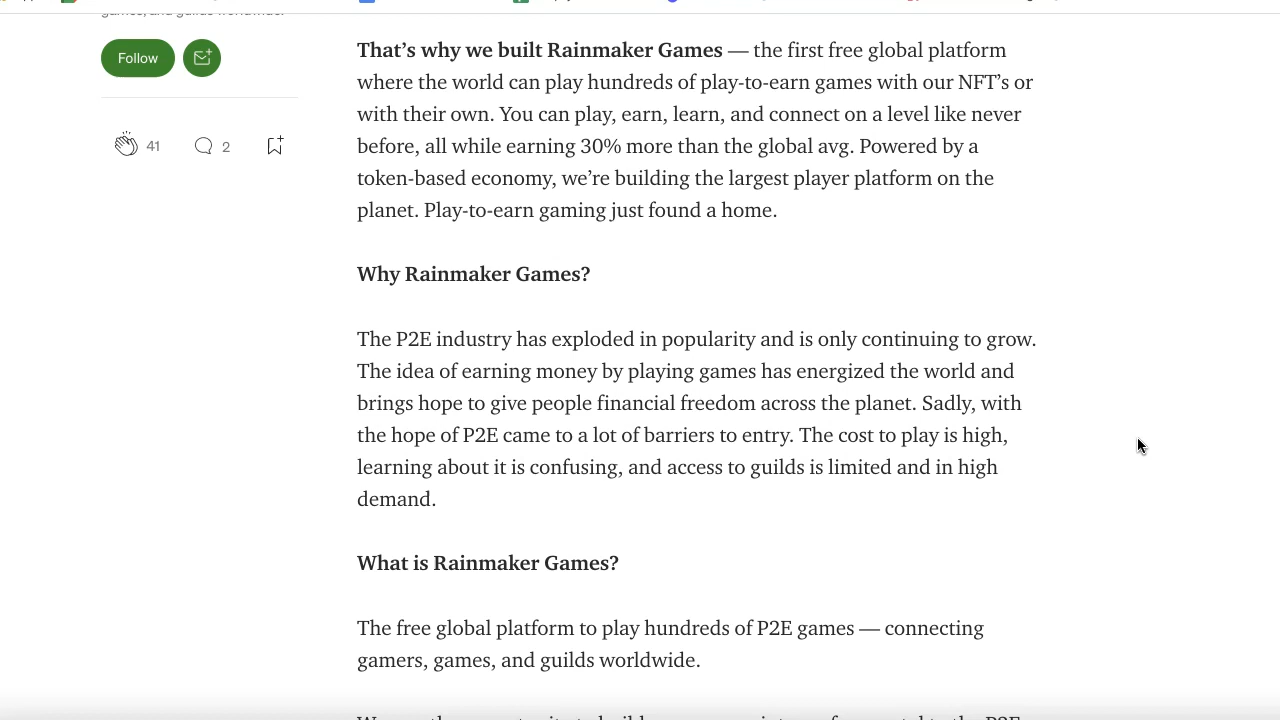 games, and guilds worldwide.
Follow
41
2
That’s why we built Rainmaker Games — the first free global platform
where the world can play hundreds of play-to-earn games with our NFT’s or
with their own. You can play, earn, learn, and connect on a level like never
before, all while earning 30% more than the global avg. Powered by a
token-based economy, we’re building the largest player platform on the
planet. Play-to-earn gaming just found a home.
Why Rainmaker Games?
The P2E industry has exploded in popularity and is only continuing to grow.
The idea of earning money by playing games has energized the world and
brings hope to give people financial freedom across the planet. Sadly, with
the hope of P2E came to a lot of barriers to entry. The cost to play is high,
learning about it is confusing, and access to guilds is limited and in high
demand.
What is Rainmaker Games?
The free global platform to play hundreds of P2E games — connecting
gamers, games, and guilds worldwide.